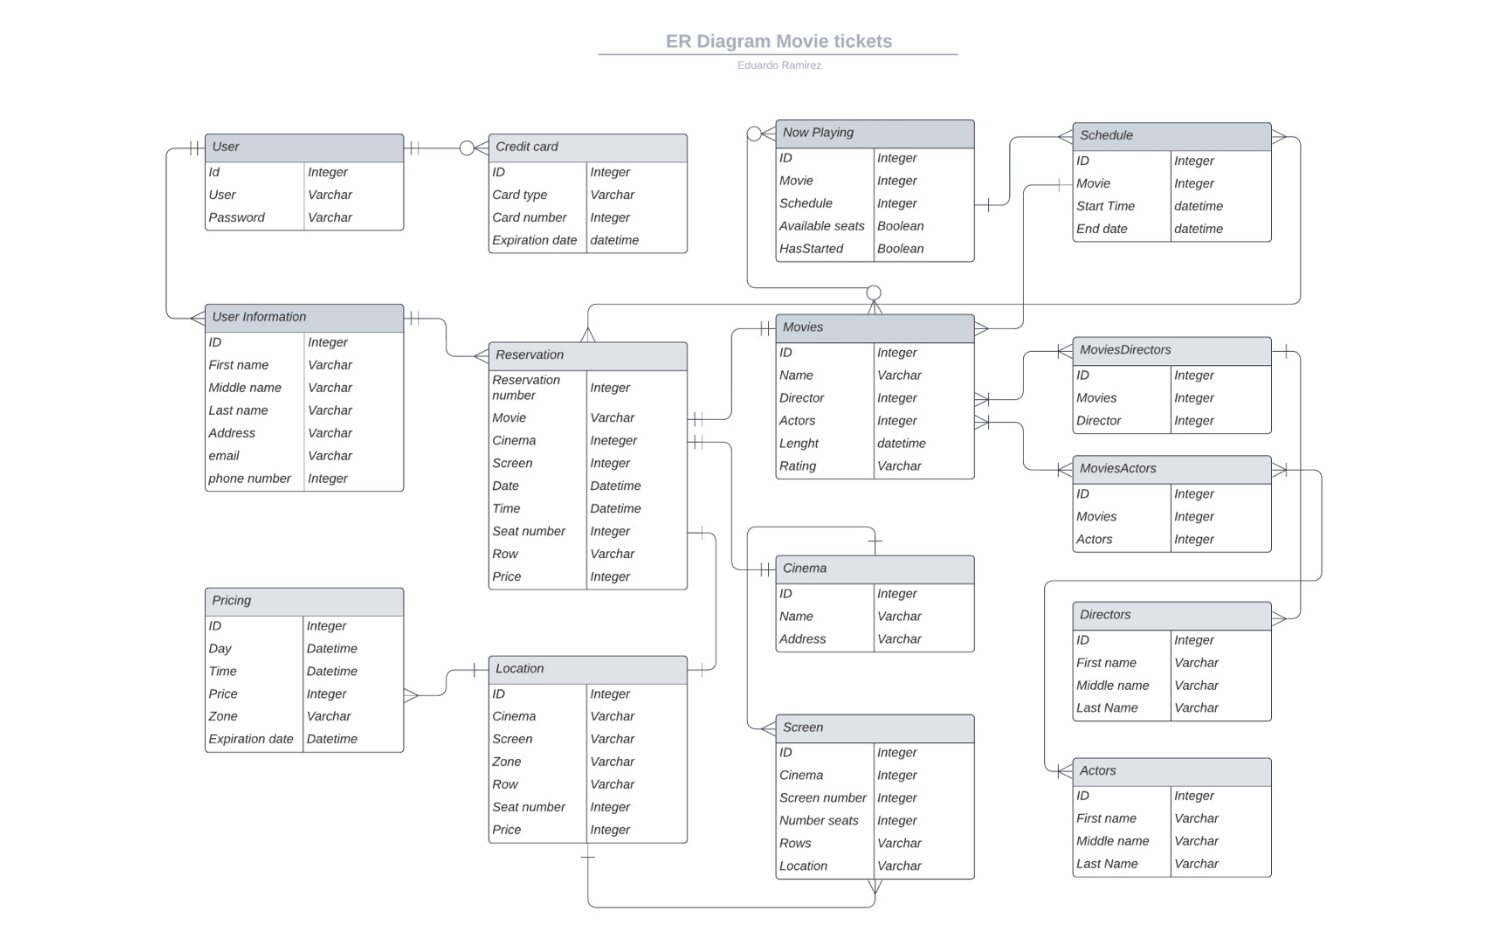 ER Diagram Movie tickets
Eduardo Ramirez
User
Id Integer
User Varchar
Password Varchar
Credit card
ID Integer
Card type Varchar
Card number Integer
Expiration date datetime
Now Playing
ID Integer
Movie Integer
Schedule Integer
Available seats Boolean
HasStarted Boolean
Schedule
ID Integer
Movie Integer
Start Time datetime
End date datetime
User Information
ID Integer
First name Varchar
Middle name Varchar
Last name Varchar
Address Varchar
email Varchar
phone number Integer
Reservation
Reservation
number Integer
Movie Varchar
Cinema Ineteger
Screen Integer
Date Datetime
Time Datetime
Seat number Integer
Row Varchar
Price Integer
Movies
ID Integer
Name Varchar
Director Integer
Actors Integer
Lenght datetime
Rating Varchar
MoviesDirectors
ID Integer
Movies Integer
Director Integer
MoviesActors
ID Integer
Movies Integer
Actors Integer
Pricing
ID Integer
Day Datetime
Time Datetime
Price Integer
Zone Varchar
Expiration date Datetime
Location
ID Integer
Cinema Varchar
Screen Varchar
Zone Varchar
Row Varchar
Seat number Integer
Price Integer
Cinema
ID Integer
Name Varchar
Address Varchar
Screen
ID Integer
Cinema Integer
Screen number Integer
Number seats Integer
Rows Varchar
Location Varchar
Directors
ID Integer
First name Varchar
Middle name Varchar
Last Name Varchar
Actors
ID Integer
First name Varchar
Middle name Varchar
Last Name Varchar